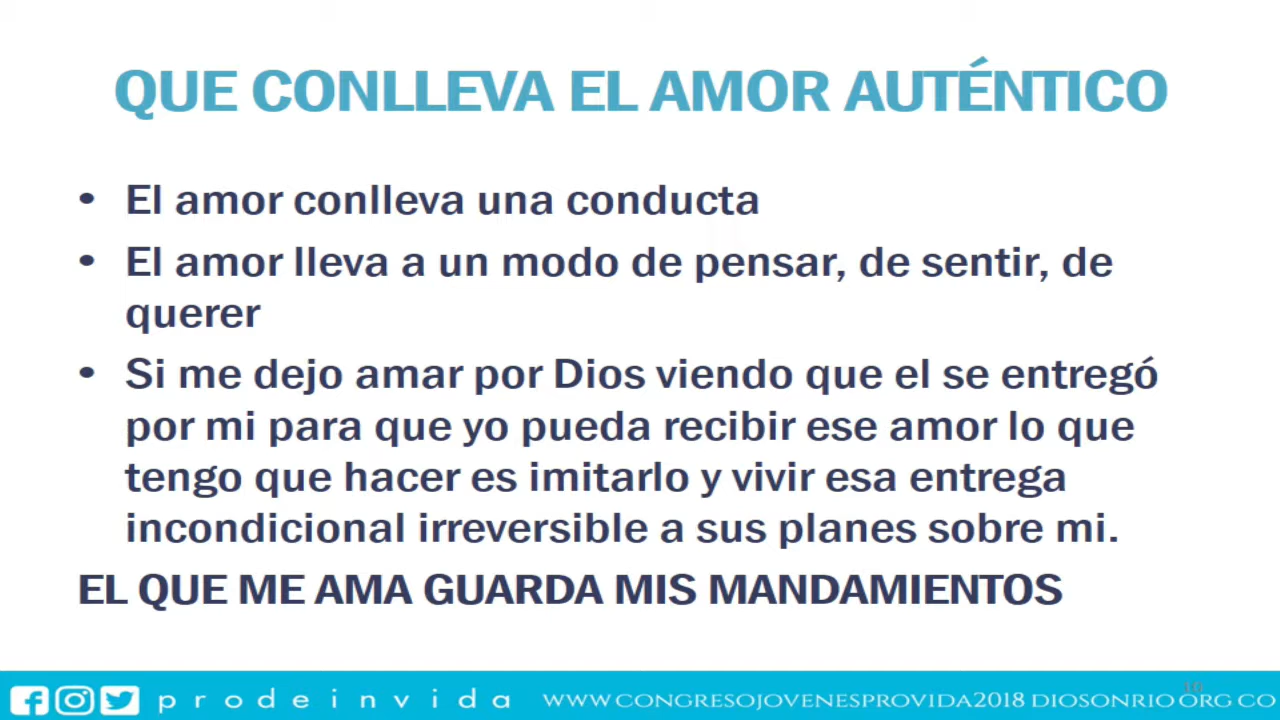 QUE CONLLEVA EL AMOR AUTÉNTICO
• El amor conlleva una conducta
• El amor lleva a un modo de pensar, de sentir, de
querer
• Si me dejo amar por Dios viendo que el se entregó
por mi para que yo pueda recibir ese amor lo que
tengo que hacer es imitarlo y vivir esa entrega
incondicional irreversible a sus planes sobre mi.
EL QUE ME AMA GUARDA MIS MANDAMIENTOS
prodeinvida WWW.CONGRESOJOVENESPROVIDA2018 DIOSONRIO ORG CO